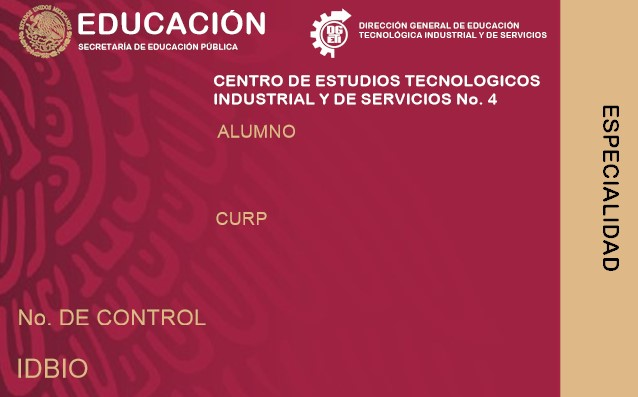 EDUCACIÓN
SECRETARÍA DE EDUCACIÓN PÚBLICA
DIRECCIÓN GENERAL DE EDUCACIÓN
TECNOLÓGICA INDUSTRIAL Y DE SERVICIOS
CENTRO DE ESTUDIOS TECNOLOGICOS
INDUSTRIAL Y DE SERVICIOS No. 4
ALUMNO
CURP
No. DE CONTROL
IDBIO
ESPECIALIDAD